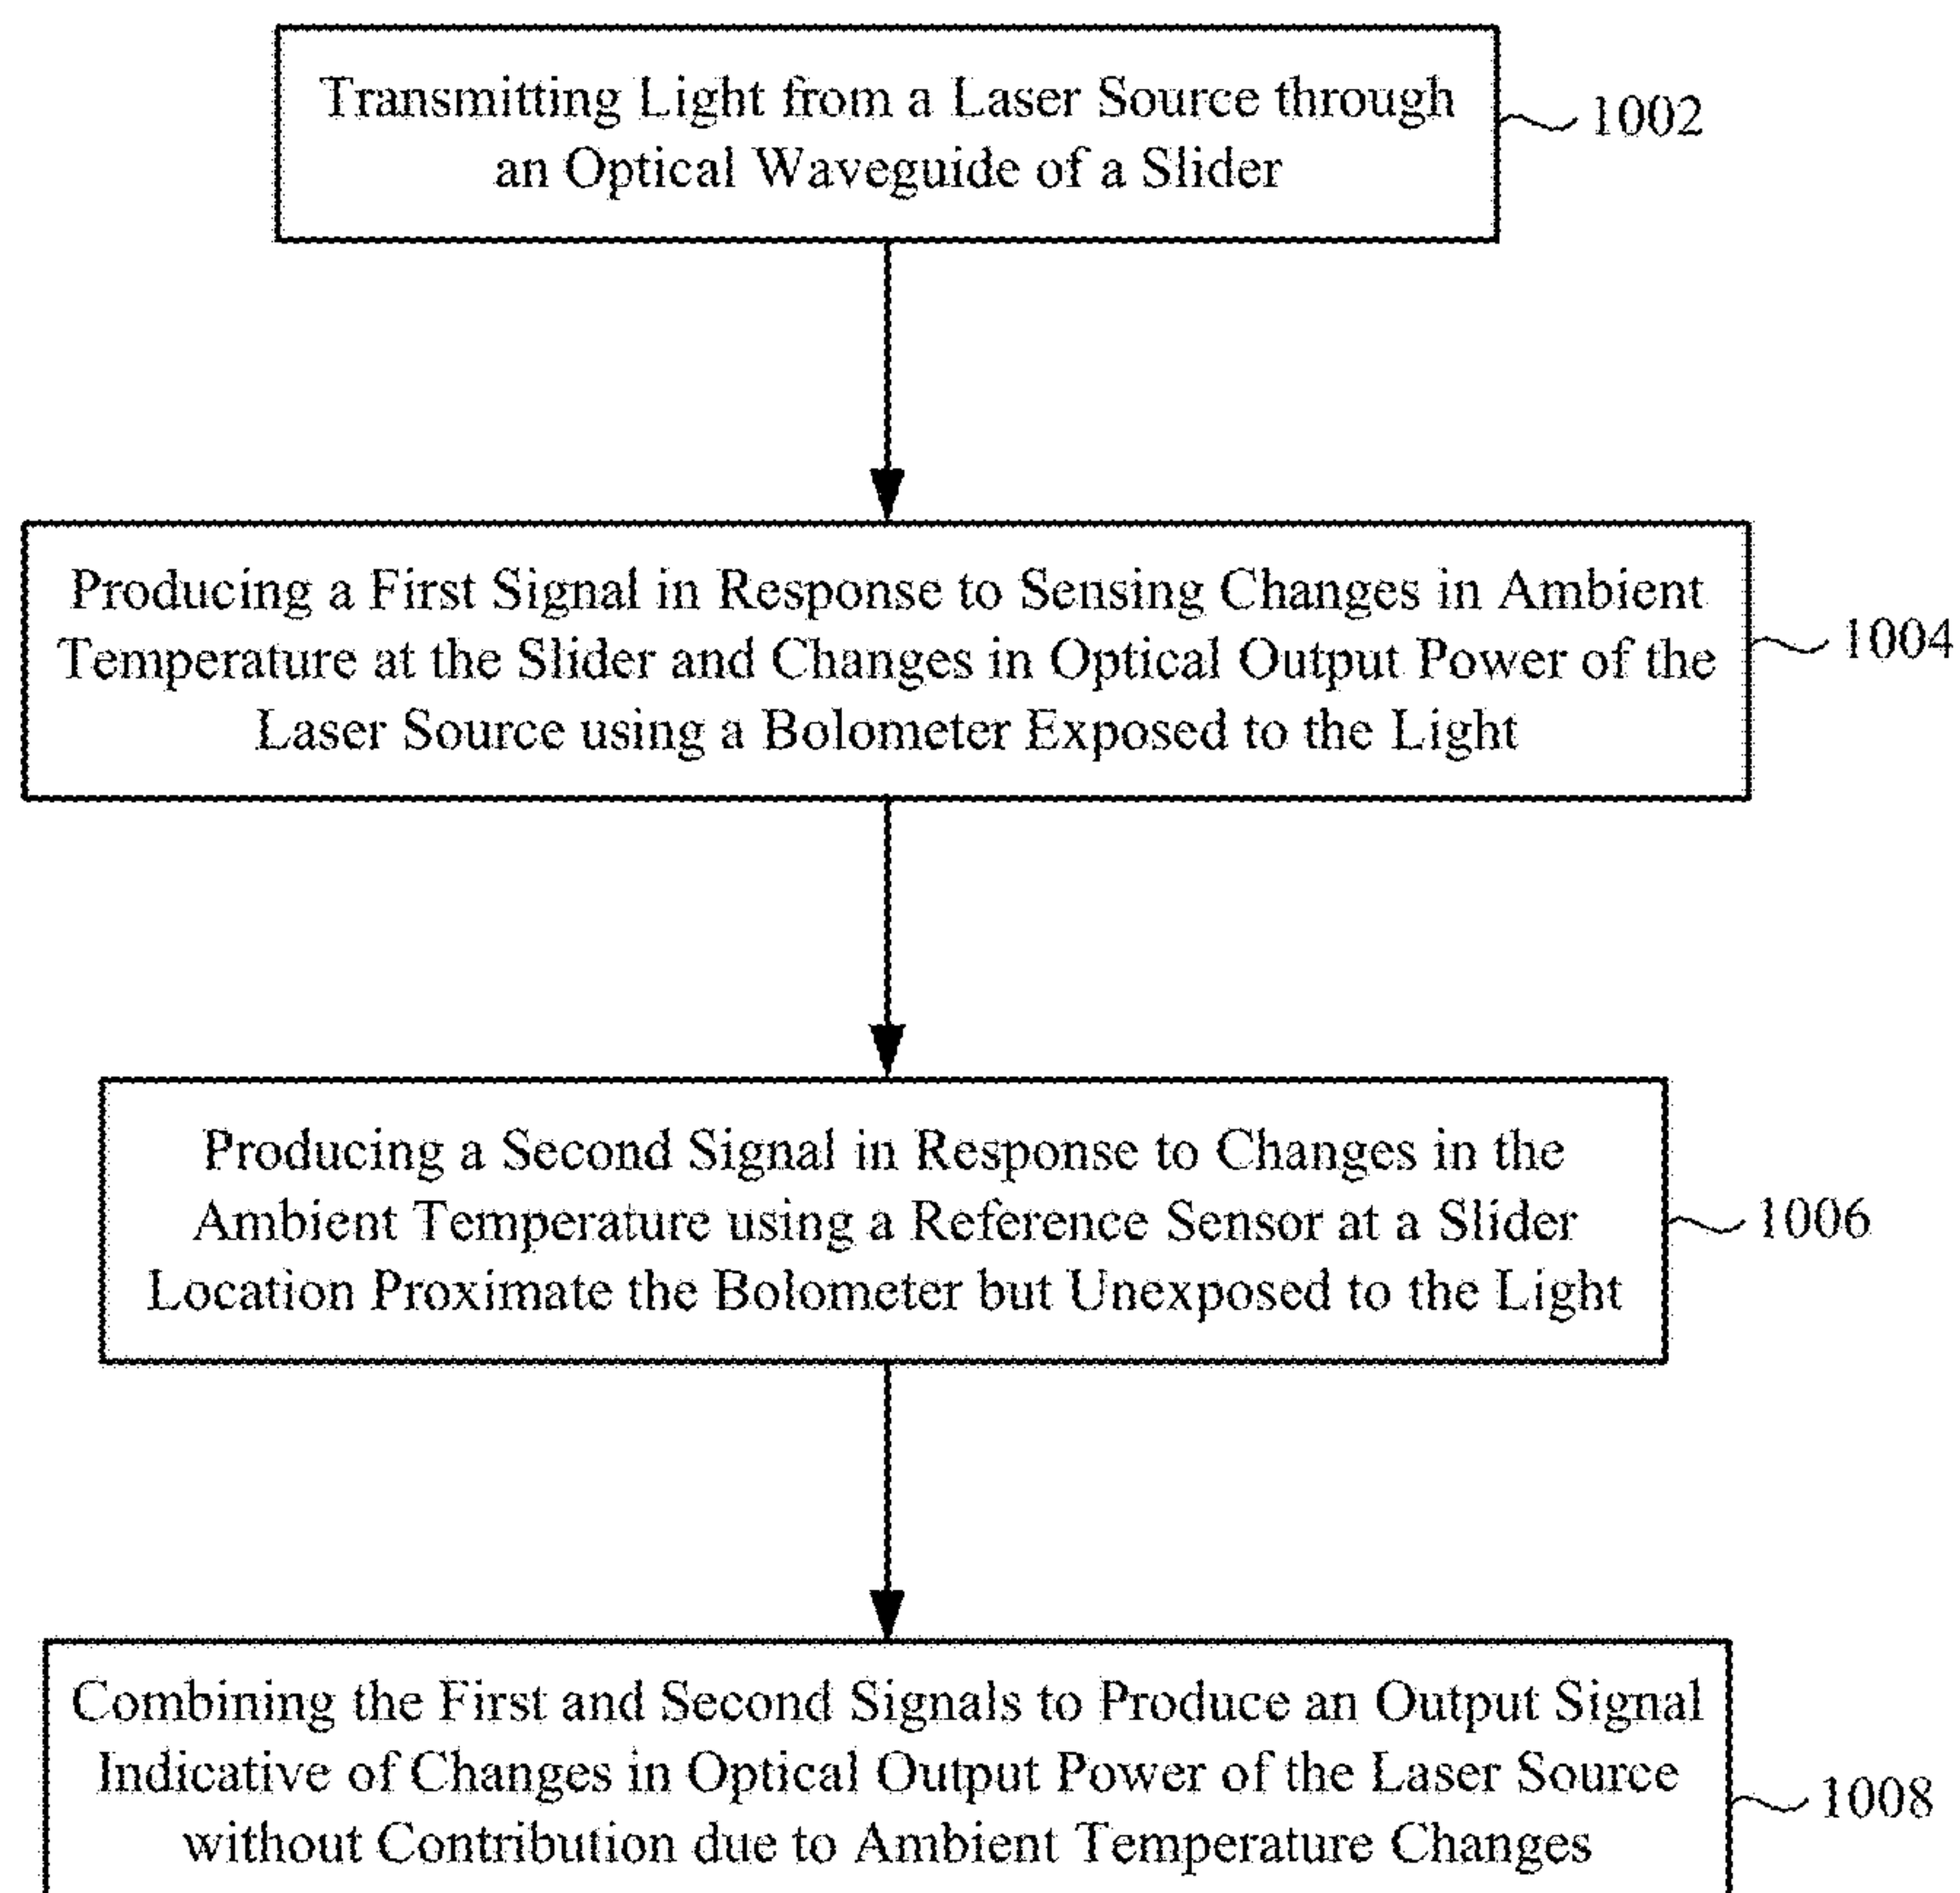 Transmitting Light from a Laser Source through
an Optical Waveguide of a Slider
1002
Producing a First Signal in Response to Sensing Changes in Ambient
Temperature at the Slider and Changes in Optical Output Power of the
Laser Source using a Bolometer Exposed to the Light
1004
Producing a Second Signal in Response to Changes in the
Ambient Temperature using a Reference Sensor at a Slider
Location Proximate the Bolometer but Unexposed to the Light
1006
Combining the First and Second Signals to Produce an Output Signal
Indicative of Changes in Optical Output Power of the Laser Source
without Contribution due to Ambient Temperature Changes
1008